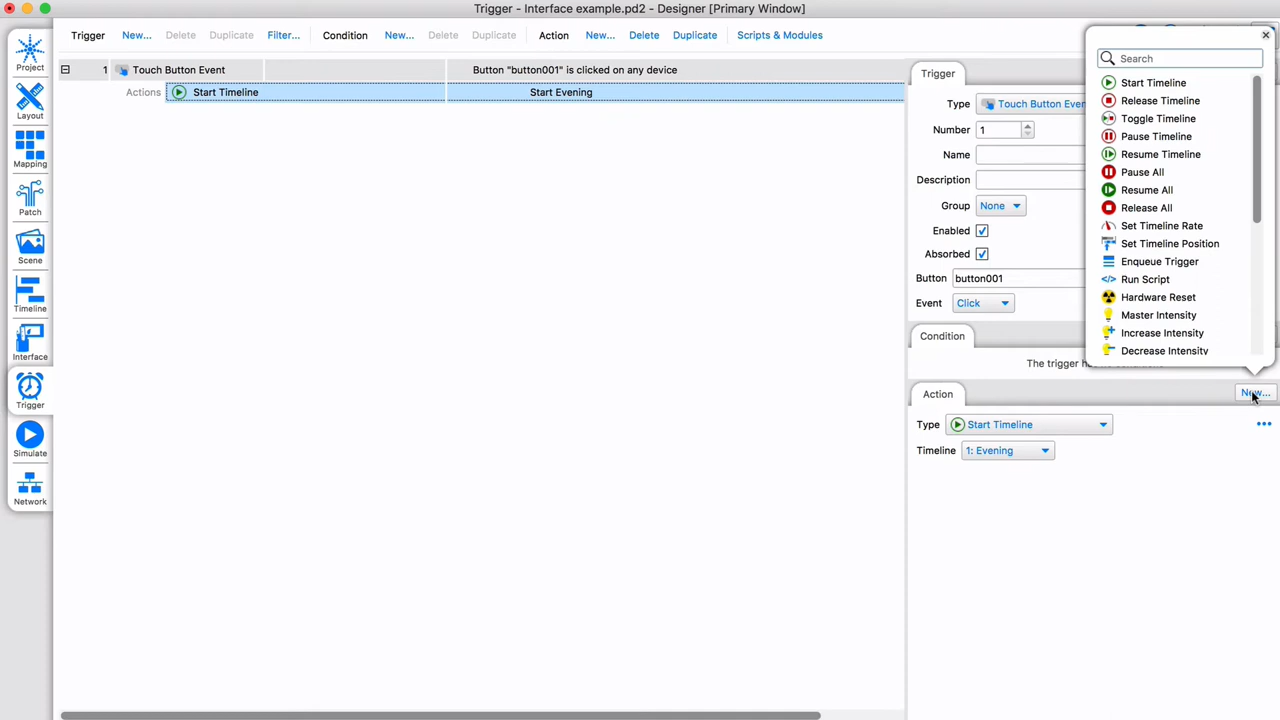 Trigger - Interface example.pd2 - Designer [Primary Window]
Trigger New... Delete Duplicate Filter... Condition New... Delete Duplicate Action New... Delete Duplicate Scripts & Modules
Project
Layout
Mapping
Patch
Scene
Timeline
Interface
Trigger
Simulate
Network
1 Touch Button Event Button "button001" is clicked on any device
Actions Start Timeline Start Evening
Trigger
Type Touch Button Even
Number 1
Name
Description
Group None
Enabled
Absorbed
Button button001
Event Click
Condition
The trigger
Action New...
Type Start Timeline
Timeline 1: Evening
Search
Start Timeline
Release Timeline
Toggle Timeline
Pause Timeline
Resume Timeline
Pause All
Resume All
Release All
Set Timeline Rate
Set Timeline Position
Enqueue Trigger
Run Script
Hardware Reset
Master Intensity
Increase Intensity
Decrease Intensity